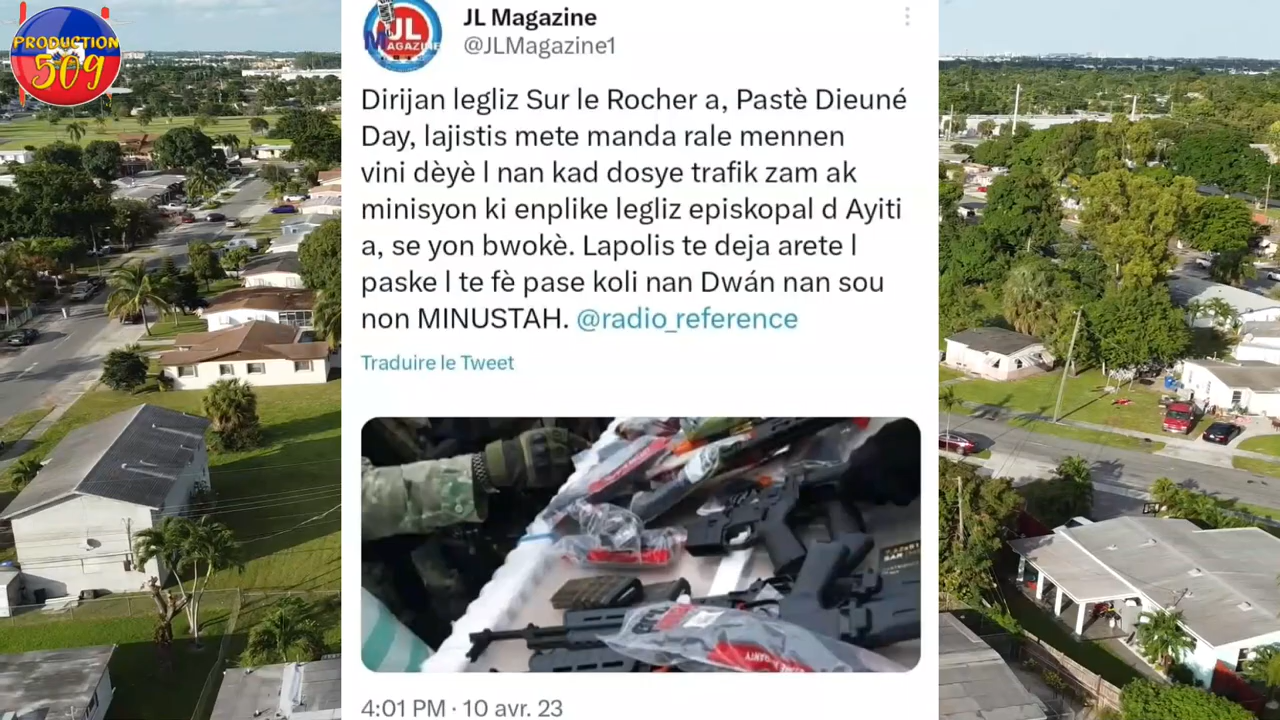 PRODUCTION
509
JL
MAGAZINE
JL Magazine
@JLMagazine1
Dirijan legliz Sur le Rocher a, Pastè Dieuné
Day, lajistis mete manda rale mennen
vini dèyè l nan kad dosye trafik zam ak
minisyon ki enplike legliz episkopal d Ayiti
a, se yon bwokè. Lapolis te deja arete l
paske l te fè pase koli nan Dwán nan sou
non MINUSTAH. @radio_reference
Traduire le Tweet
4:01 PM · 10 avr. 23